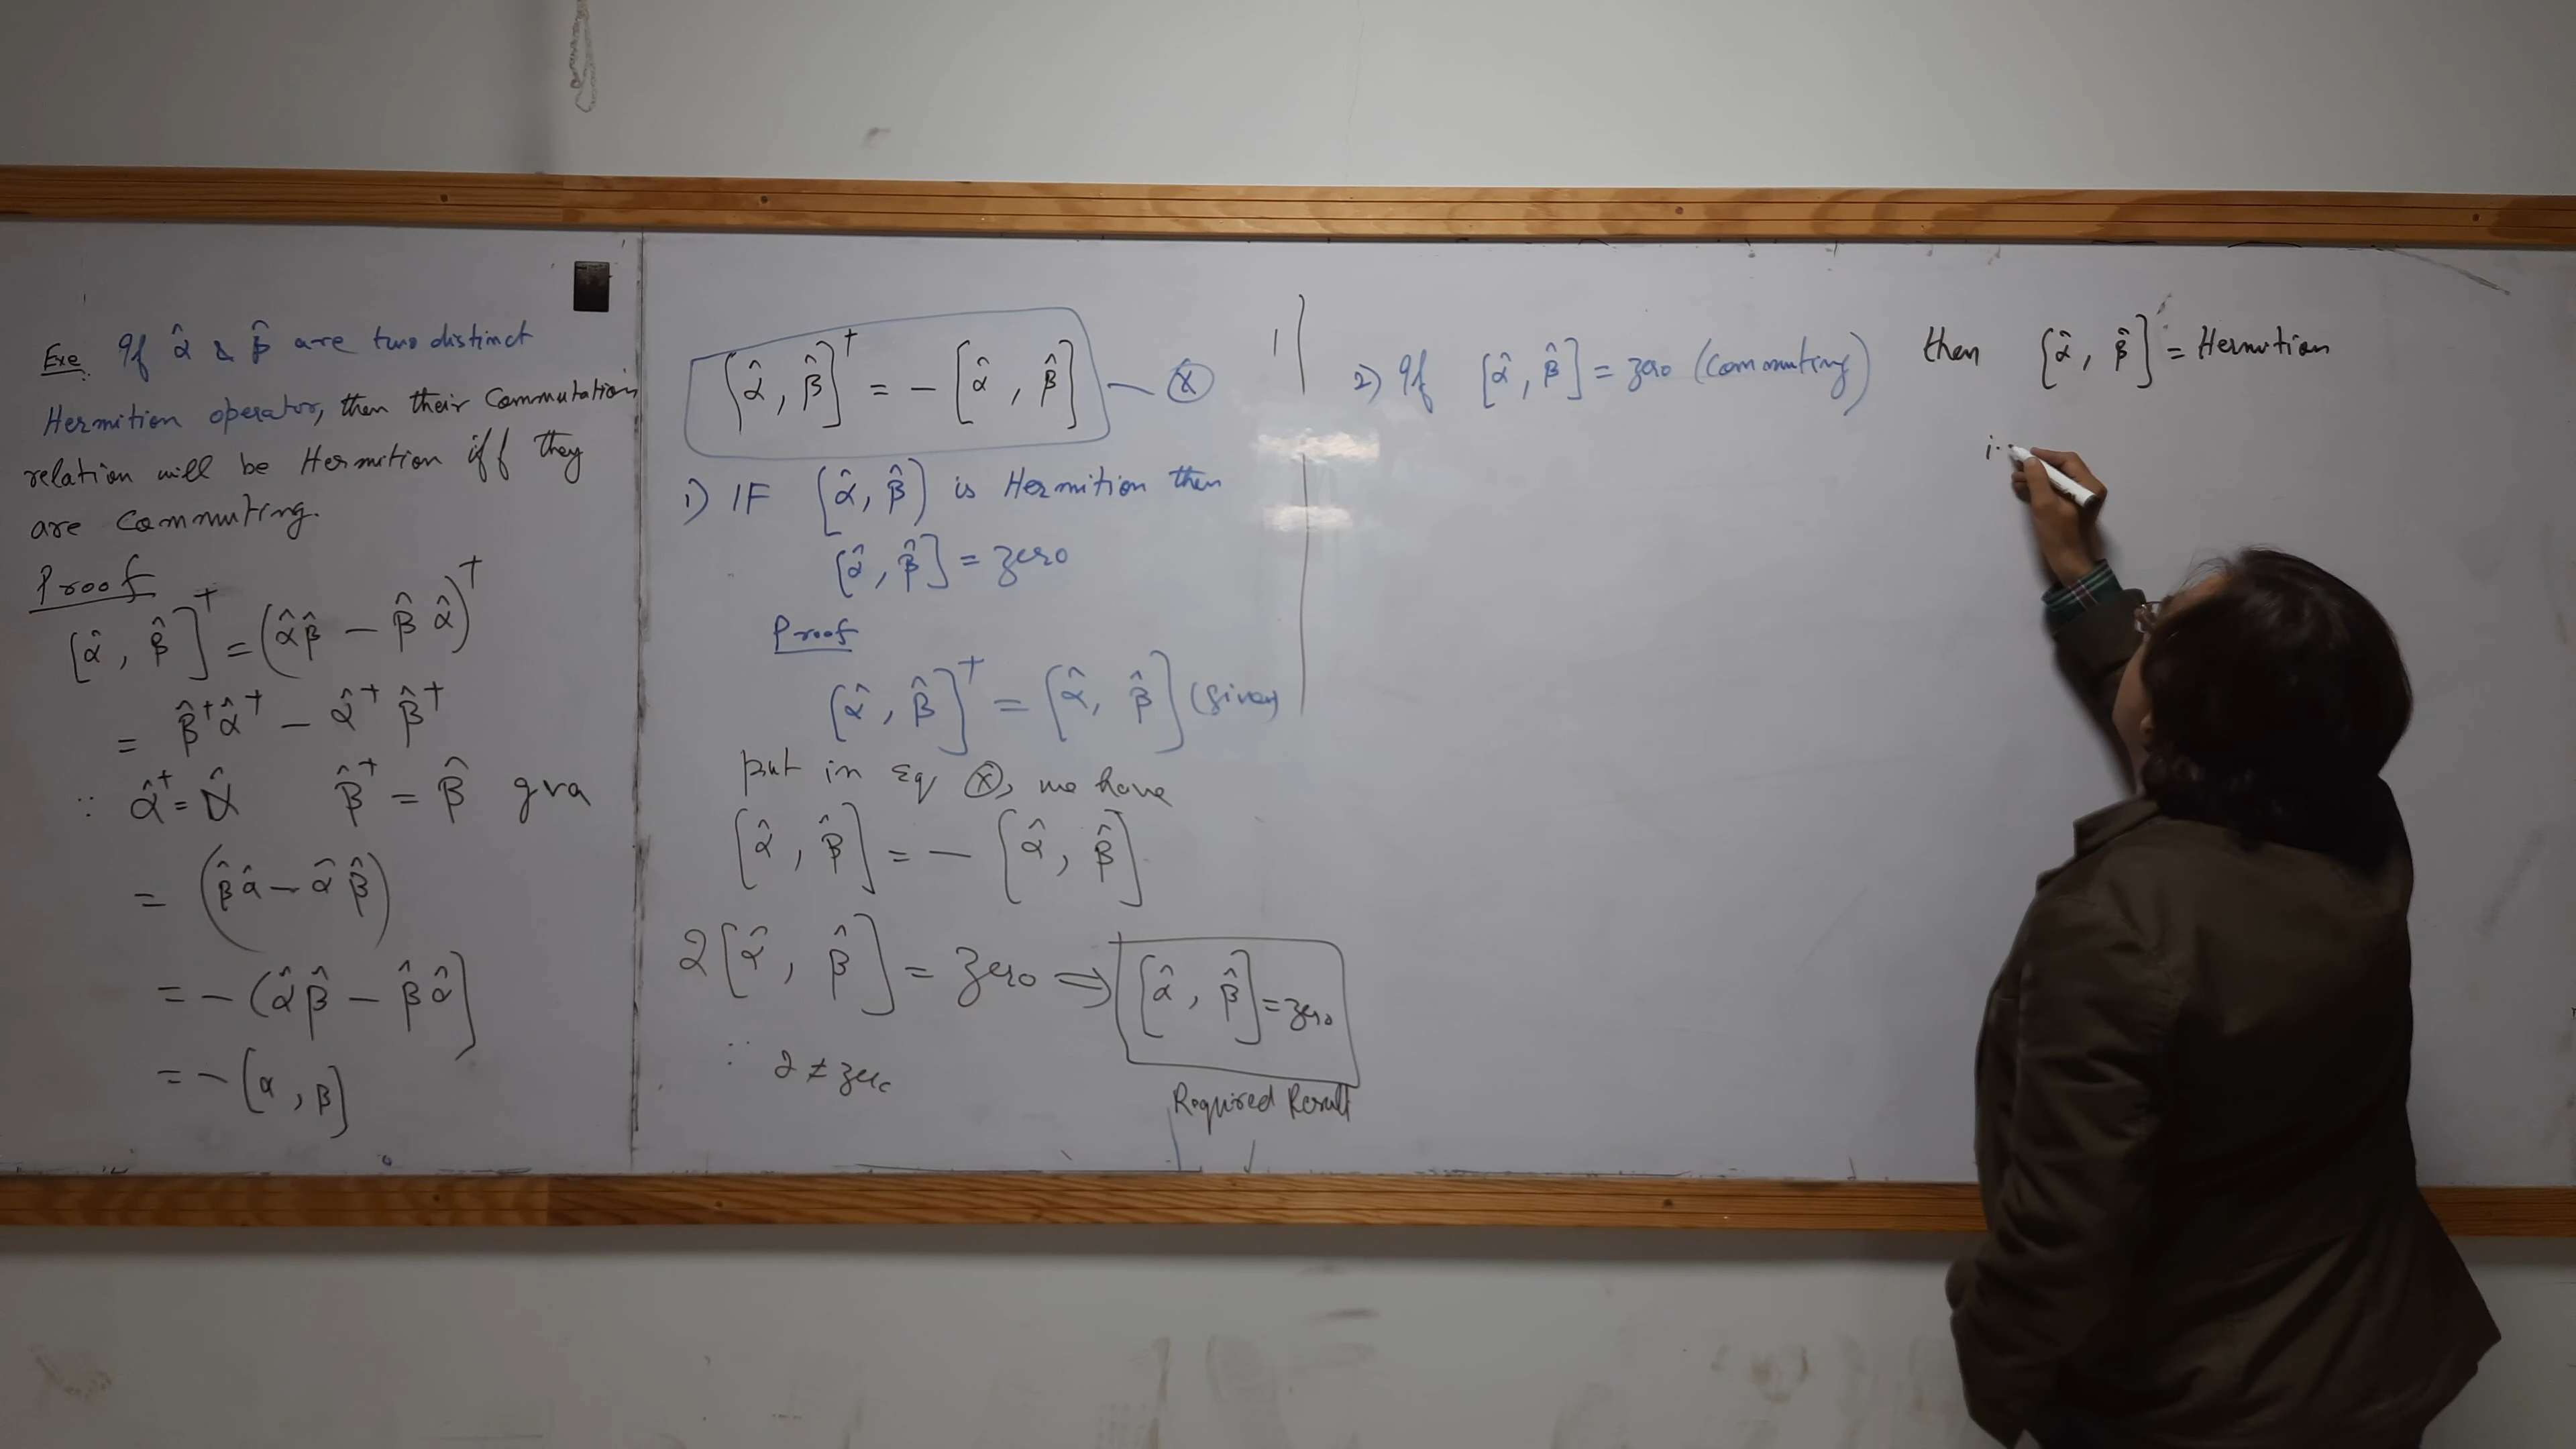 Exe. If α̂ & β̂ are two distinct
Hermition operator, then their Commutation
relation will be Hermition iff they
are Commuting.
Proof
[α̂, β̂]† = (α̂β̂ − β̂α̂)†
= β̂†α̂† − α̂†β̂†
∵ α̂† = α̂ β̂† = β̂
= (β̂α̂ − α̂β̂)
= −(α̂β̂ − β̂α̂]
= −[α, β]
[α̂, β̂]† = −[α̂, β̂] — ⊗
1) IF [α̂, β̂) is Hermition then
[α̂, β̂] = zero
Proof
[α̂, β̂]† = [α̂, β̂] (given)
put in Eq ⊗, we have
[α̂, β̂] = −[α̂, β̂]
2[α̂, β̂] = zero ⇒ [α̂, β̂] = zero
∵ 2 ≠ zero
Required Result
2) If [α̂, β̂] = zero (Commuting) then [α̂, β̂] = Hermition
i.